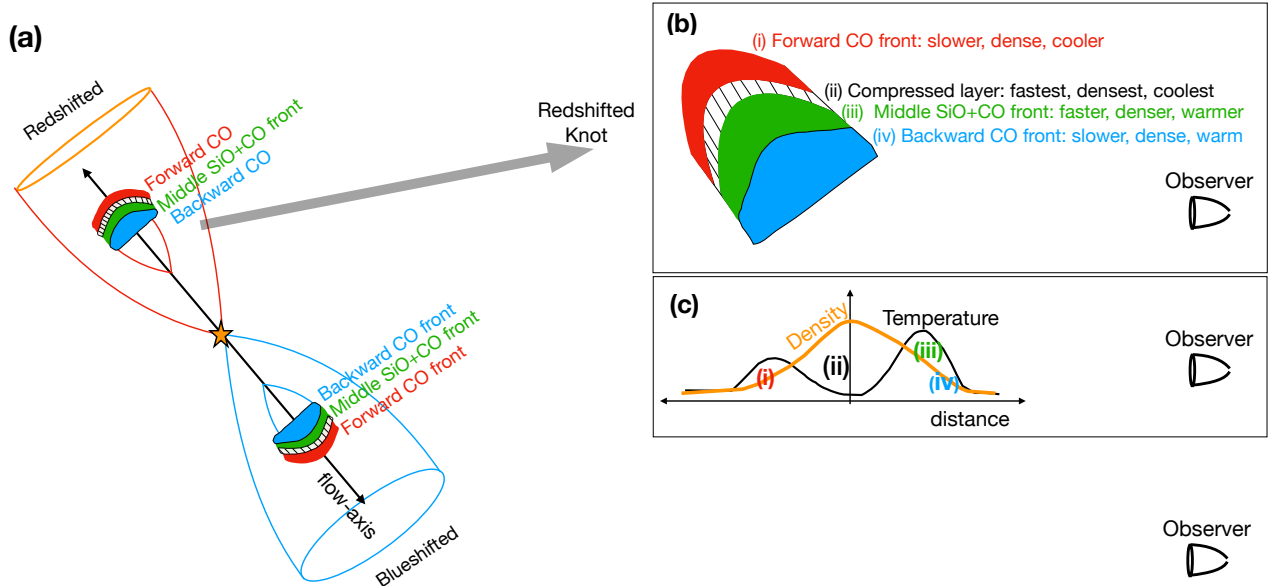 (a)
Redshifted
Forward CO
Middle SiO+CO front
Backward CO
Redshifted
Knot
Backward CO front
Middle SiO+CO front
Forward CO front
flow-axis
Blueshifted
(b)
(i) Forward CO front: slower, dense, cooler
(ii) Compressed layer: fastest, densest, coolest
(iii) Middle SiO+CO front: faster, denser, warmer
(iv) Backward CO front: slower, dense, warm
Observer
(c)
Density
Temperature
(i)
(ii)
(iii)
(iv)
distance
Observer
Observer